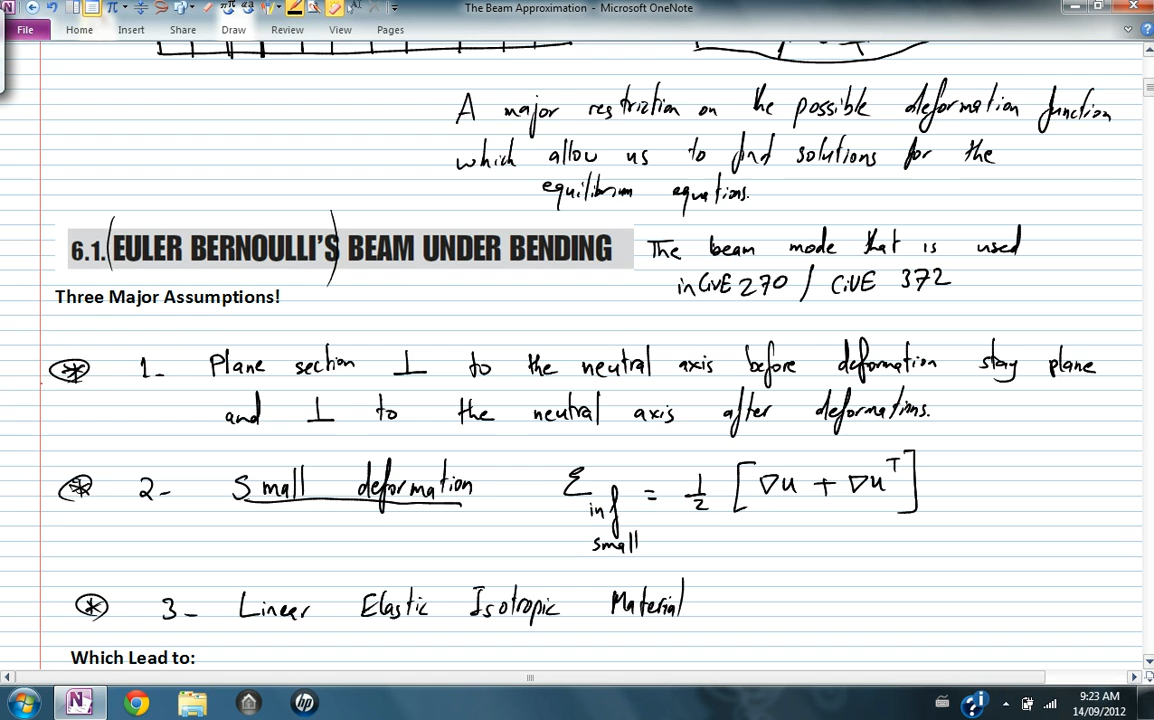 The Beam Approximation - Microsoft OneNote
File Home Insert Share Draw Review View Pages
A major restriction on the possible deformation function
which allow us to find solutions for the
equilibrium equations.
6.1. (EULER BERNOULLI'S) BEAM UNDER BENDING
The beam mode that is used
in CivE 270 / CIVE 372
Three Major Assumptions!
1- Plane section ⊥ to the neutral axis before deformation stay plane
and ⊥ to the neutral axis after deformations.
2- Small deformation ε inf small = 1/2 [∇u + ∇u^T]
3- Linear Elastic Isotropic Material
Which Lead to:
9:23 AM
14/09/2012